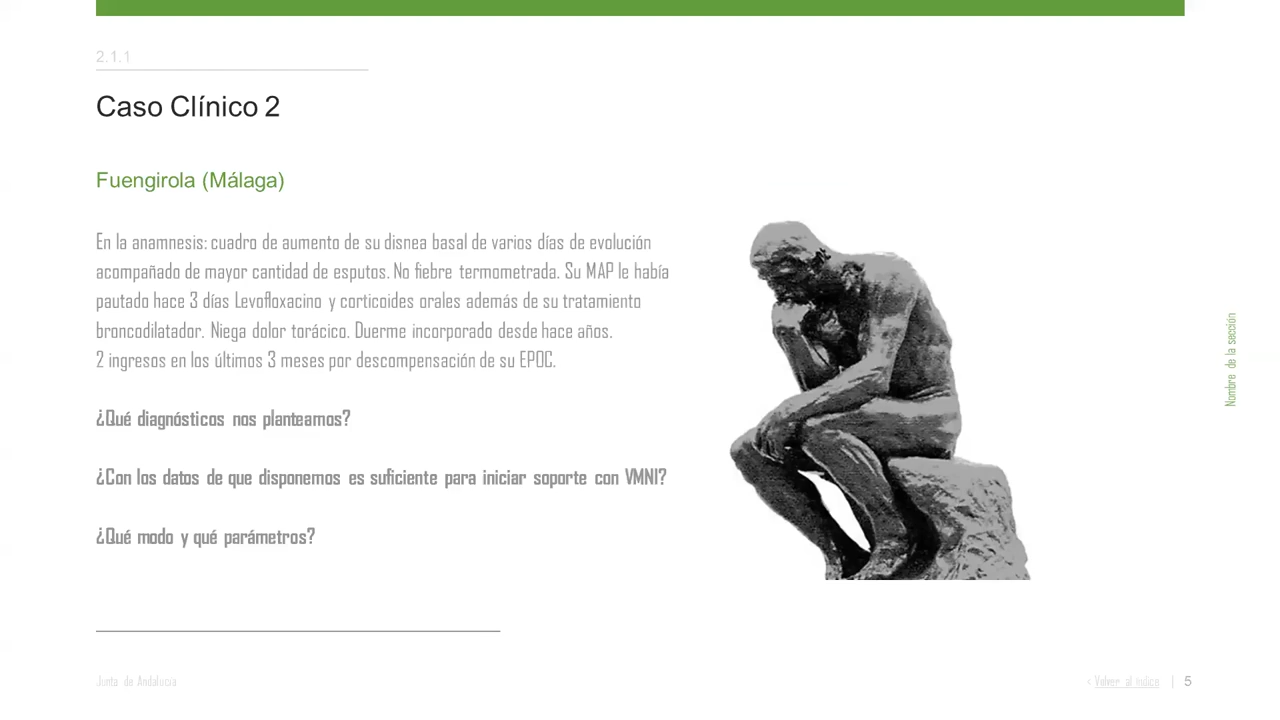 2.1.1
Caso Clínico 2
Fuengirola (Málaga)
En la anamnesis: cuadro de aumento de su disnea basal de varios días de evolución
acompañado de mayor cantidad de esputos. No fiebre termometrada. Su MAP le había
pautado hace 3 días Levofloxacino y corticoides orales además de su tratamiento
broncodilatador. Niega dolor torácico. Duerme incorporado desde hace años.
2 ingresos en los últimos 3 meses por descompensación de su EPOC.
¿Qué diagnósticos nos planteamos?
¿Con los datos de que disponemos es suficiente para iniciar soporte con VMNI?
¿Qué modo y qué parámetros?
Nombre de la sección
Junta de Andalucía
< Volver al índice | 5